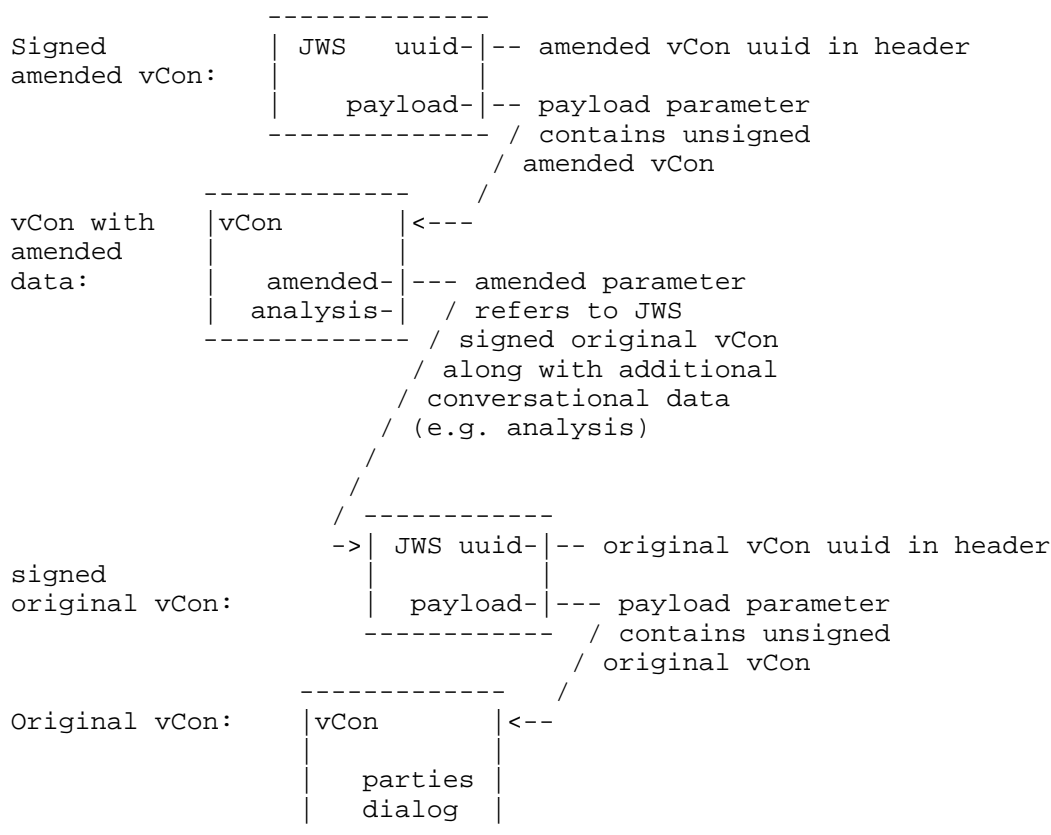 --------------
Signed           | JWS   uuid-|-- amended vCon uuid in header
amended vCon:    |            |
                 |    payload-|-- payload parameter
                 -------------- / contains unsigned
                               / amended vCon
             -------------    /
vCon with    |vCon       |<---
amended      |           |
data:        |   amended-|--- amended parameter
             |  analysis-|  / refers to JWS
             ------------- / signed original vCon
                          / along with additional
                         / conversational data
                        / (e.g. analysis)
                       /
                      /
                     / ------------
                     ->| JWS uuid-|-- original vCon uuid in header
signed                 |          |
original vCon:         |  payload-|--- payload parameter
                       ------------  / contains unsigned
                                    / original vCon
                   -------------   /
Original vCon:     |vCon       |<--
                   |           |
                   |   parties |
                   |   dialog  |